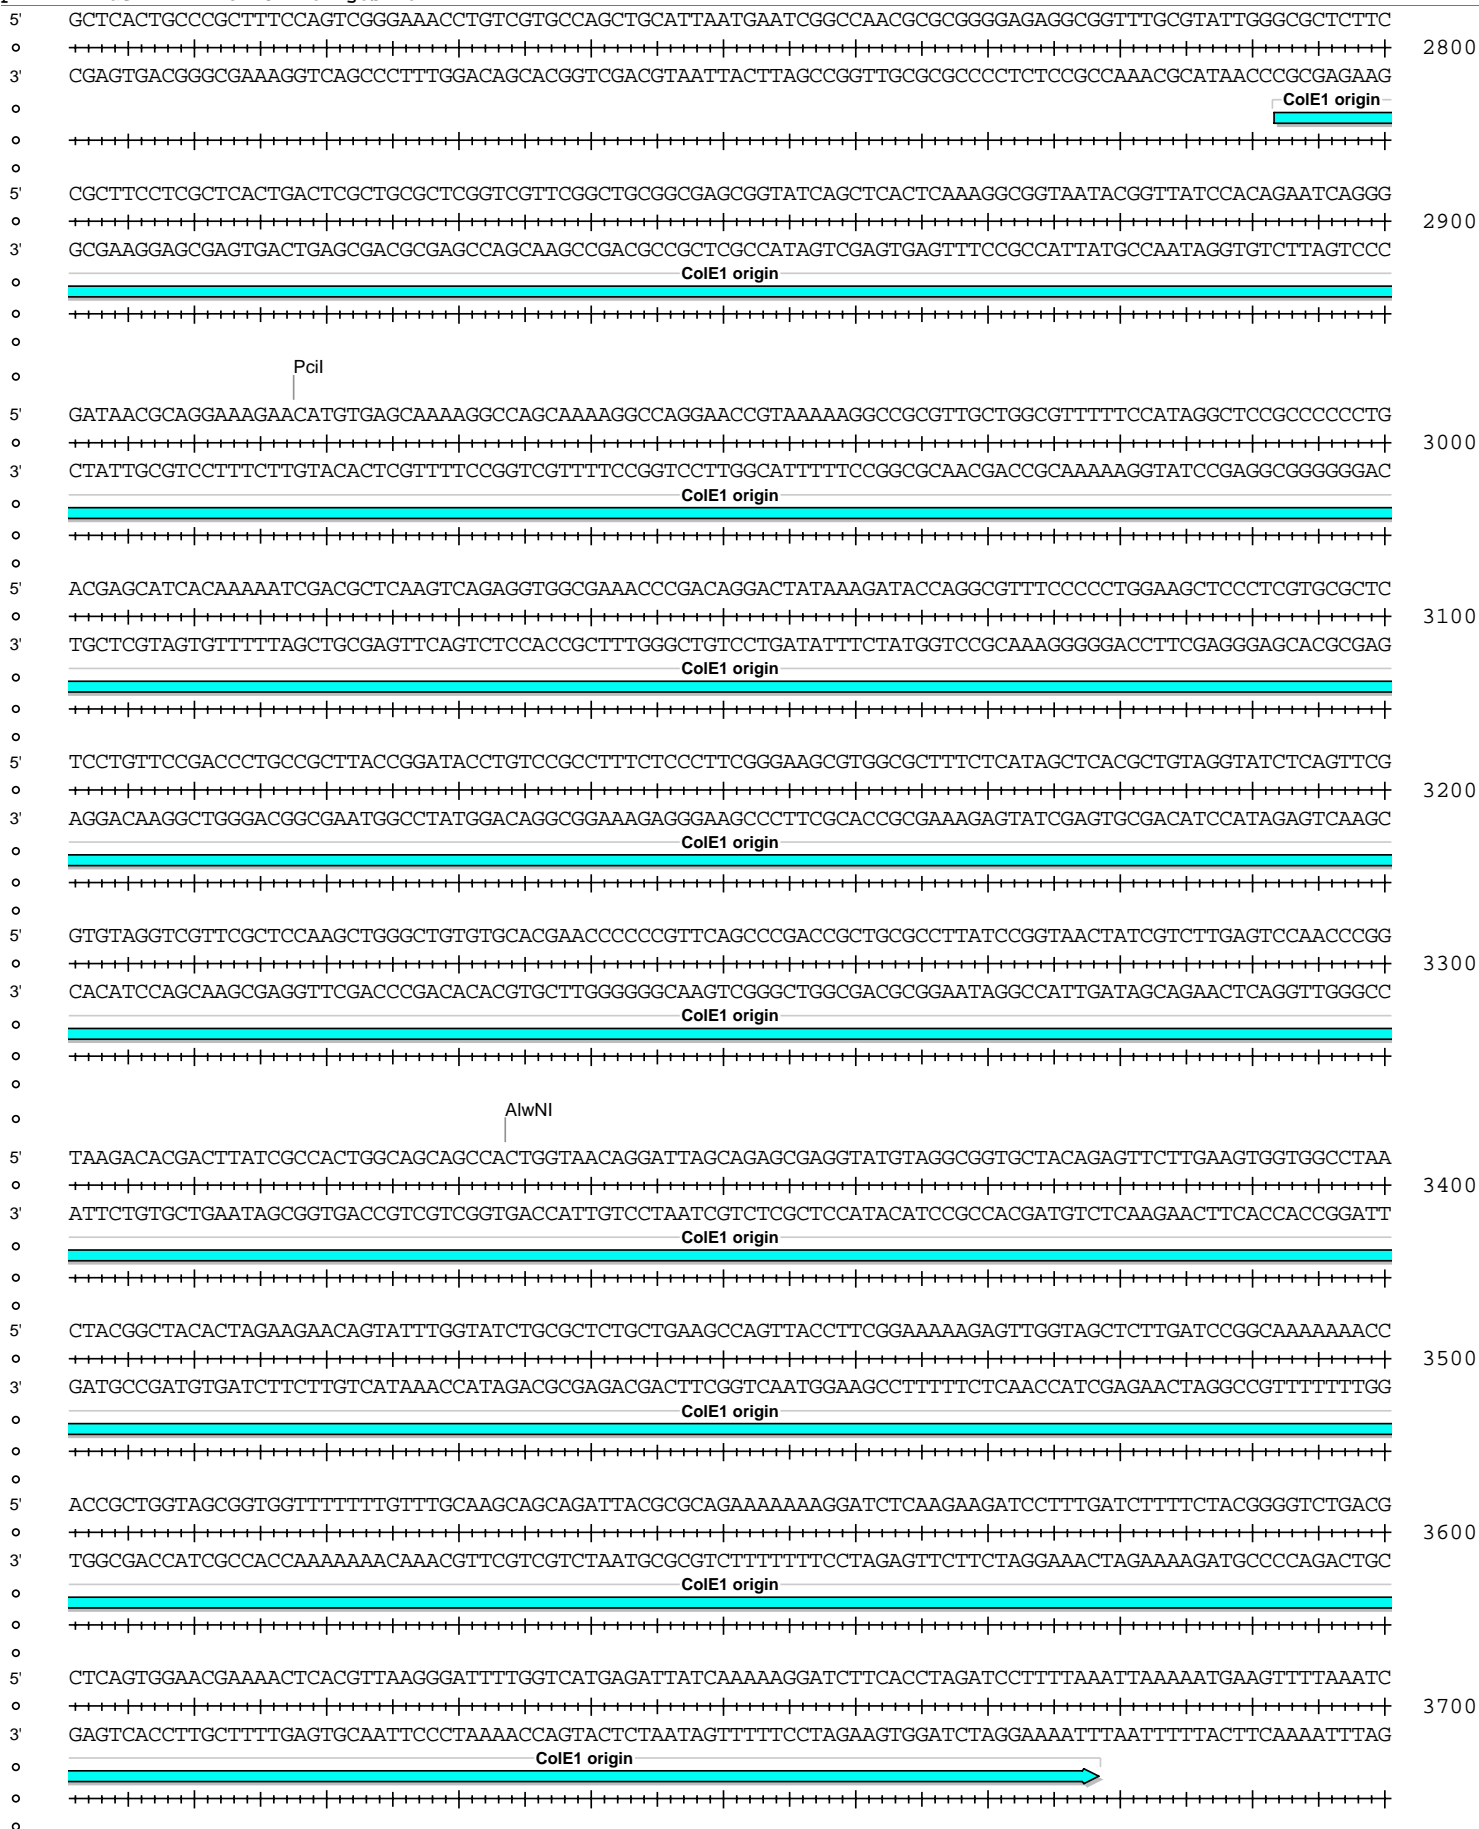 5' GCTCACTGCCCGCTTTCCAGTCGGGAAACCTGTCGTGCCAGCTGCATTAATGAATCGGCCAACGCGCGGGGAGAGGCGGTTTGCGTATTGGGCGCTCTTC
2800
3' CGAGTGACGGGCGAAAGGTCAGCCCTTTGGACAGCACGGTCGACGTAATTACTTAGCCGGTTGCGCGCCCCTCTCCGCCAAACGCATAACCCGCGAGAAG
ColE1 origin
5' CGCTTCCTCGCTCACTGACTCGCTGCGCTCGGTCGTTCGGCTGCGGCGAGCGGTATCAGCTCACTCAAAGGCGGTAATACGGTTATCCACAGAATCAGGG
2900
3' GCGAAGGAGCGAGTGACTGAGCGACGCGAGCCAGCAAGCCGACGCCGCTCGCCATAGTCGAGTGAGTTTCCGCCATTATGCCAATAGGTGTCTTAGTCCC
ColE1 origin
PciI
5' GATAACGCAGGAAAGAACATGTGAGCAAAAGGCCAGCAAAAGGCCAGGAACCGTAAAAAGGCCGCGTTGCTGGCGTTTTTCCATAGGCTCCGCCCCCCTG
3000
3' CTATTGCGTCCTTTCTTGTACACTCGTTTTCCGGTCGTTTTCCGGTCCTTGGCATTTTTCCGGCGCAACGACCGCAAAAAGGTATCCGAGGCGGGGGGAC
ColE1 origin
5' ACGAGCATCACAAAAATCGACGCTCAAGTCAGAGGTGGCGAAACCCGACAGGACTATAAAGATACCAGGCGTTTCCCCCTGGAAGCTCCCTCGTGCGCTC
3100
3' TGCTCGTAGTGTTTTTAGCTGCGAGTTCAGTCTCCACCGCTTTGGGCTGTCCTGATATTTCTATGGTCCGCAAAGGGGGACCTTCGAGGGAGCACGCGAG
ColE1 origin
5' TCCTGTTCCGACCCTGCCGCTTACCGGATACCTGTCCGCCTTTCTCCCTTCGGGAAGCGTGGCGCTTTCTCATAGCTCACGCTGTAGGTATCTCAGTTCG
3200
3' AGGACAAGGCTGGGACGGCGAATGGCCTATGGACAGGCGGAAAGAGGGAAGCCCTTCGCACCGCGAAAGAGTATCGAGTGCGACATCCATAGAGTCAAGC
ColE1 origin
5' GTGTAGGTCGTTCGCTCCAAGCTGGGCTGTGTGCACGAACCCCCCGTTCAGCCCGACCGCTGCGCCTTATCCGGTAACTATCGTCTTGAGTCCAACCCGG
3300
3' CACATCCAGCAAGCGAGGTTCGACCCGACACACGTGCTTGGGGGGCAAGTCGGGCTGGCGACGCGGAATAGGCCATTGATAGCAGAACTCAGGTTGGGCC
ColE1 origin
AlwNI
5' TAAGACACGACTTATCGCCACTGGCAGCAGCCACTGGTAACAGGATTAGCAGAGCGAGGTATGTAGGCGGTGCTACAGAGTTCTTGAAGTGGTGGCCTAA
3400
3' ATTCTGTGCTGAATAGCGGTGACCGTCGTCGGTGACCATTGTCCTAATCGTCTCGCTCCATACATCCGCCACGATGTCTCAAGAACTTCACCACCGGATT
ColE1 origin
5' CTACGGCTACACTAGAAGAACAGTATTTGGTATCTGCGCTCTGCTGAAGCCAGTTACCTTCGGAAAAAGAGTTGGTAGCTCTTGATCCGGCAAAAAAACC
3500
3' GATGCCGATGTGATCTTCTTGTCATAAACCATAGACGCGAGACGACTTCGGTCAATGGAAGCCTTTTTCTCAACCATCGAGAACTAGGCCGTTTTTTTGG
ColE1 origin
5' ACCGCTGGTAGCGGTGGTTTTTTTGTTTGCAAGCAGCAGATTACGCGCAGAAAAAAAGGATCTCAAGAAGATCCTTTGATCTTTTCTACGGGGTCTGACG
3600
3' TGGCGACCATCGCCACCAAAAAAACAAACGTTCGTCGTCTAATGCGCGTCTTTTTTTCCTAGAGTTCTTCTAGGAAACTAGAAAAGATGCCCCAGACTGC
ColE1 origin
5' CTCAGTGGAACGAAAACTCACGTTAAGGGATTTTGGTCATGAGATTATCAAAAAGGATCTTCACCTAGATCCTTTTAAATTAAAAATGAAGTTTTAAATC
3700
3' GAGTCACCTTGCTTTTGAGTGCAATTCCCTAAAACCAGTACTCTAATAGTTTTTCCTAGAAGTGGATCTAGGAAAATTTAATTTTTACTTCAAAATTTAG
ColE1 origin